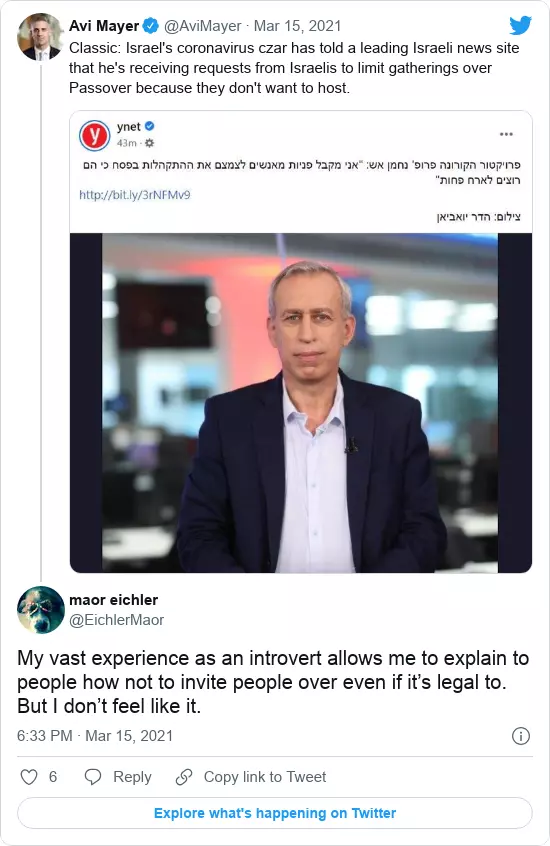 Avi Mayer @AviMayer · Mar 15, 2021
Classic: Israel's coronavirus czar has told a leading Israeli news site
that he's receiving requests from Israelis to limit gatherings over
Passover because they don't want to host.
ynet
43m ·
פרויקטור הקורונה פרופ' נחמן אש: "אני מקבל פניות מאנשים לצמצם את ההתקהלות בפסח כי הם
רוצים לארח פחות"
http://bit.ly/3rNFMv9
צילום: הדר יואביאן
maor eichler
@EichlerMaor
My vast experience as an introvert allows me to explain to
people how not to invite people over even if it’s legal to.
But I don’t feel like it.
6:33 PM · Mar 15, 2021
6 Reply Copy link to Tweet
Explore what's happening on Twitter